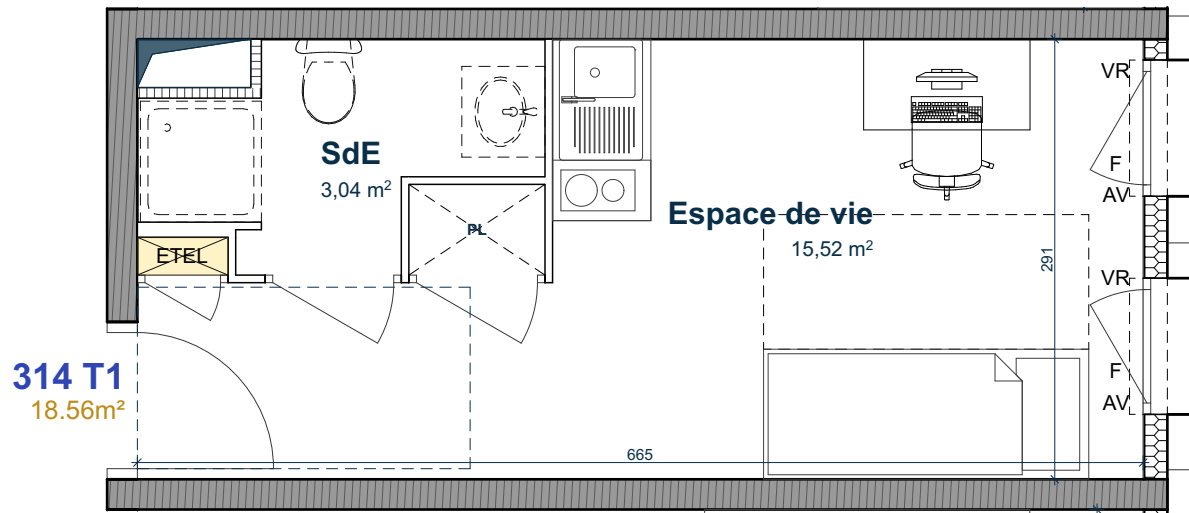 VR
SdE
3,04 m²
F
AV
Espace de vie
15,52 m²
PL
ETEL
291
VR
314 T1
18.56m²
F
AV
665